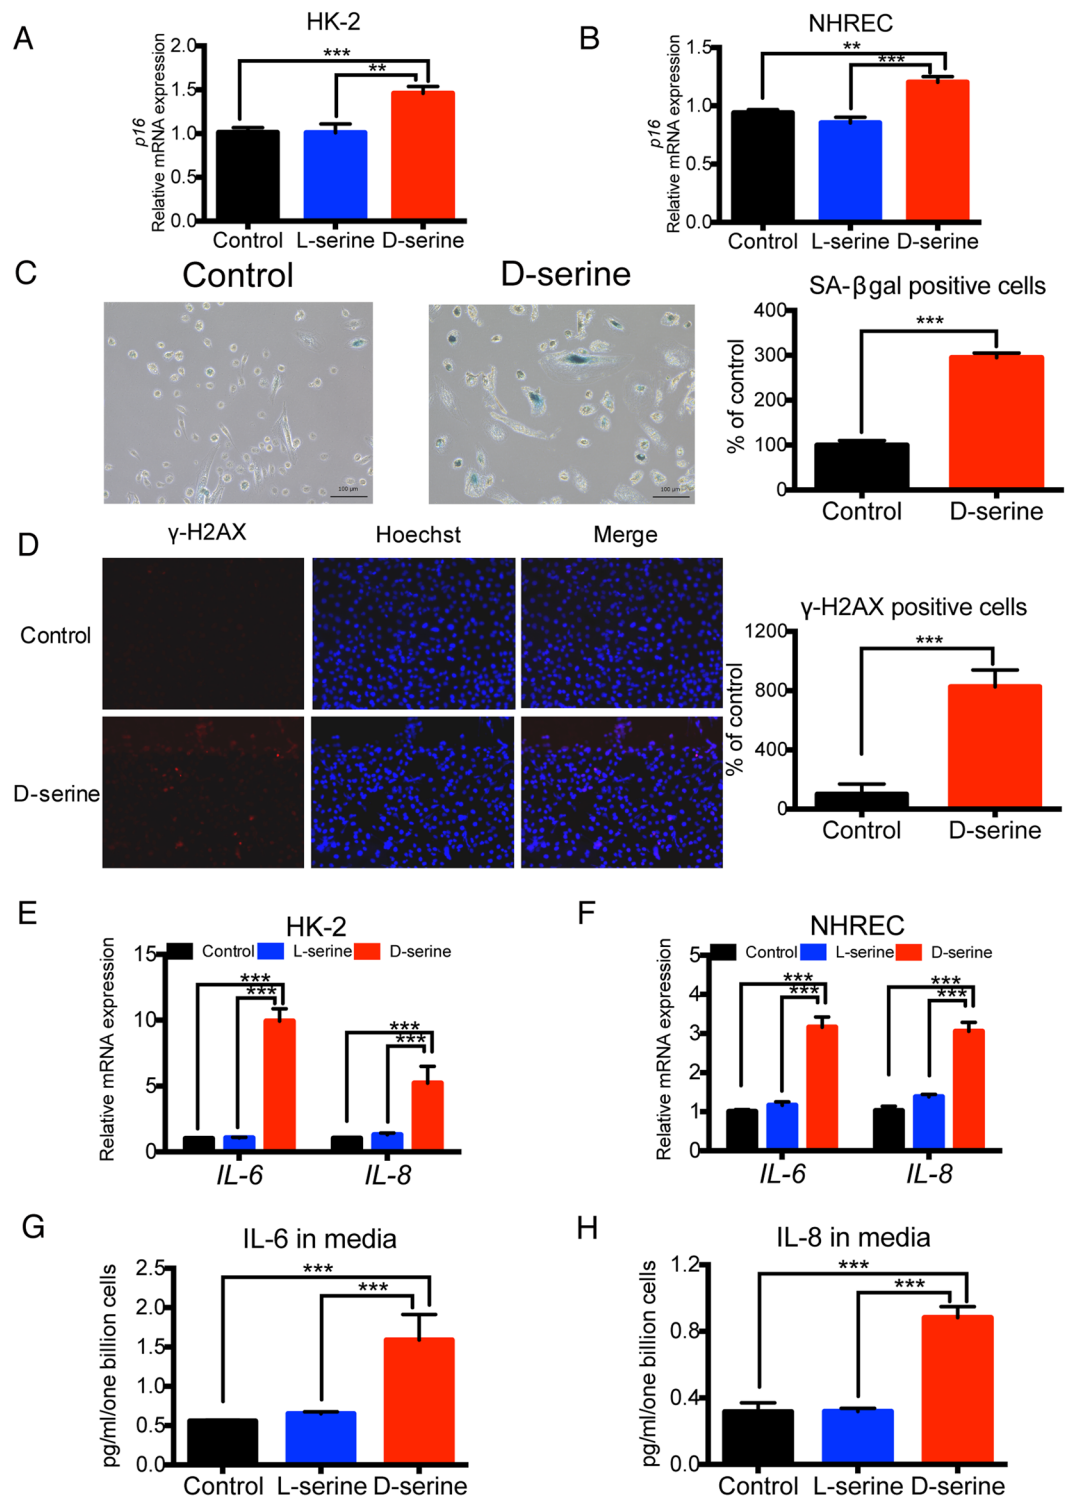 A
HK-2
p16
Relative mRNA expression
2.0
1.5
1.0
0.5
0.0
***
**
Control L-serine D-serine
B
NHREC
p16
Relative mRNA expression
1.5
1.0
0.5
0.0
**
***
Control L-serine D-serine
C
Control
100 μm
D-serine
100 μm
SA-βgal positive cells
% of control
400
300
200
100
0
***
Control D-serine
D
γ-H2AX
Hoechst
Merge
Control
D-serine
γ-H2AX positive cells
% of control
1200
800
400
0
***
Control D-serine
E
HK-2
Control L-serine D-serine
Relative mRNA expression
15
10
5
0
***
***
***
***
IL-6 IL-8
F
NHREC
Control L-serine D-serine
Relative mRNA expression
5
4
3
2
1
0
***
***
***
***
IL-6 IL-8
G
IL-6 in media
pg/ml/one billion cells
2.5
2.0
1.5
1.0
0.5
0.0
***
***
Control L-serine D-serine
H
IL-8 in media
pg/ml/one billion cells
1.2
0.8
0.4
0.0
***
***
Control L-serine D-serine